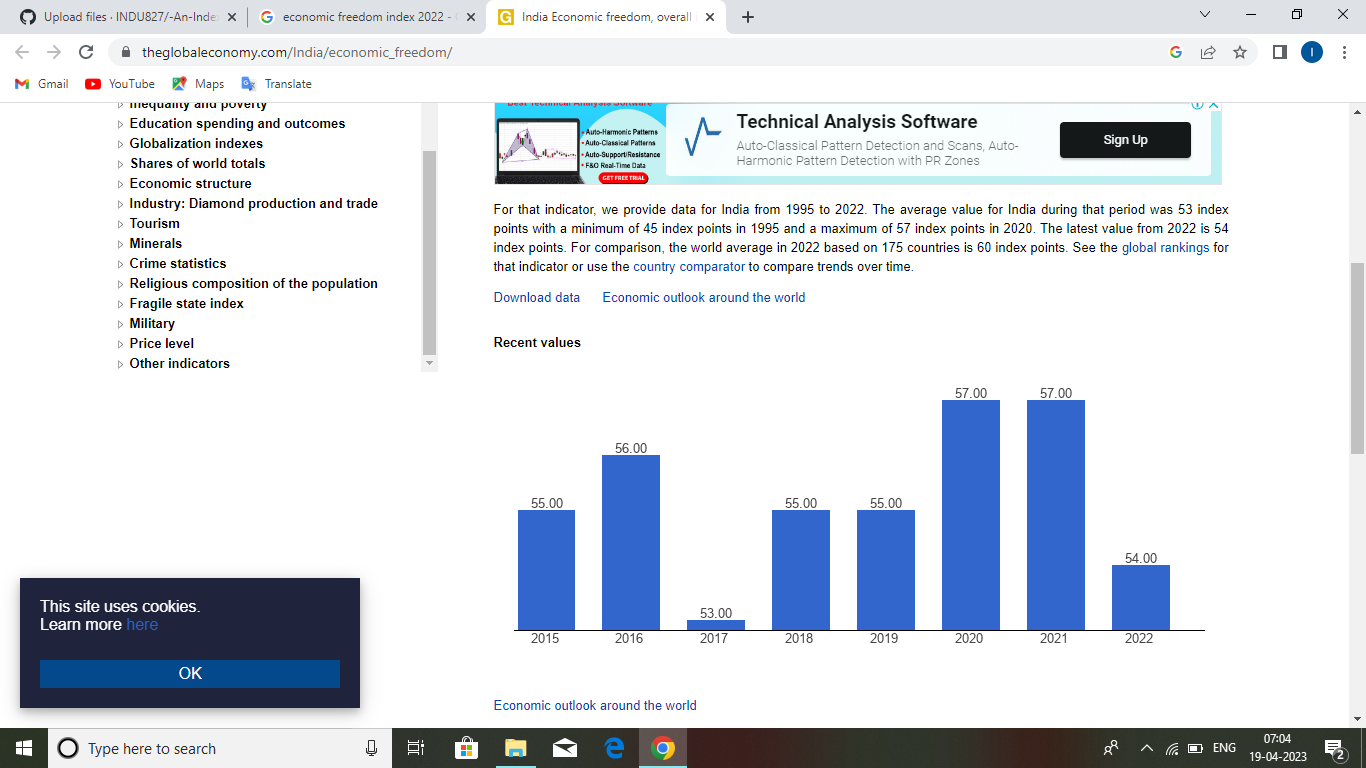 Upload files · INDU827/-An-Inde
economic freedom index 2022 -
India Economic freedom, overall
theglobaleconomy.com/India/economic_freedom/
I
Gmail
YouTube
Maps
Translate
Inequality and poverty
Education spending and outcomes
Globalization indexes
Shares of world totals
Economic structure
Industry: Diamond production and trade
Tourism
Minerals
Crime statistics
Religious composition of the population
Fragile state index
Military
Price level
Other indicators
Best Technical Analysis Software
• Auto-Harmonic Patterns
• Auto-Classical Patterns
• Auto-Support/Resistance
• F&O Real-Time Data
GET FREE TRIAL
Technical Analysis Software
Auto-Classical Pattern Detection and Scans, Auto-
Harmonic Pattern Detection with PR Zones
Sign Up
For that indicator, we provide data for India from 1995 to 2022. The average value for India during that period was 53 index
points with a minimum of 45 index points in 1995 and a maximum of 57 index points in 2020. The latest value from 2022 is 54
index points. For comparison, the world average in 2022 based on 175 countries is 60 index points. See the global rankings for
that indicator or use the country comparator to compare trends over time.
Download data
Economic outlook around the world
Recent values
55.00
56.00
53.00
55.00
55.00
57.00
57.00
54.00
2015
2016
2017
2018
2019
2020
2021
2022
This site uses cookies.
Learn more here
OK
Economic outlook around the world
Type here to search
ENG
07:04
19-04-2023
2